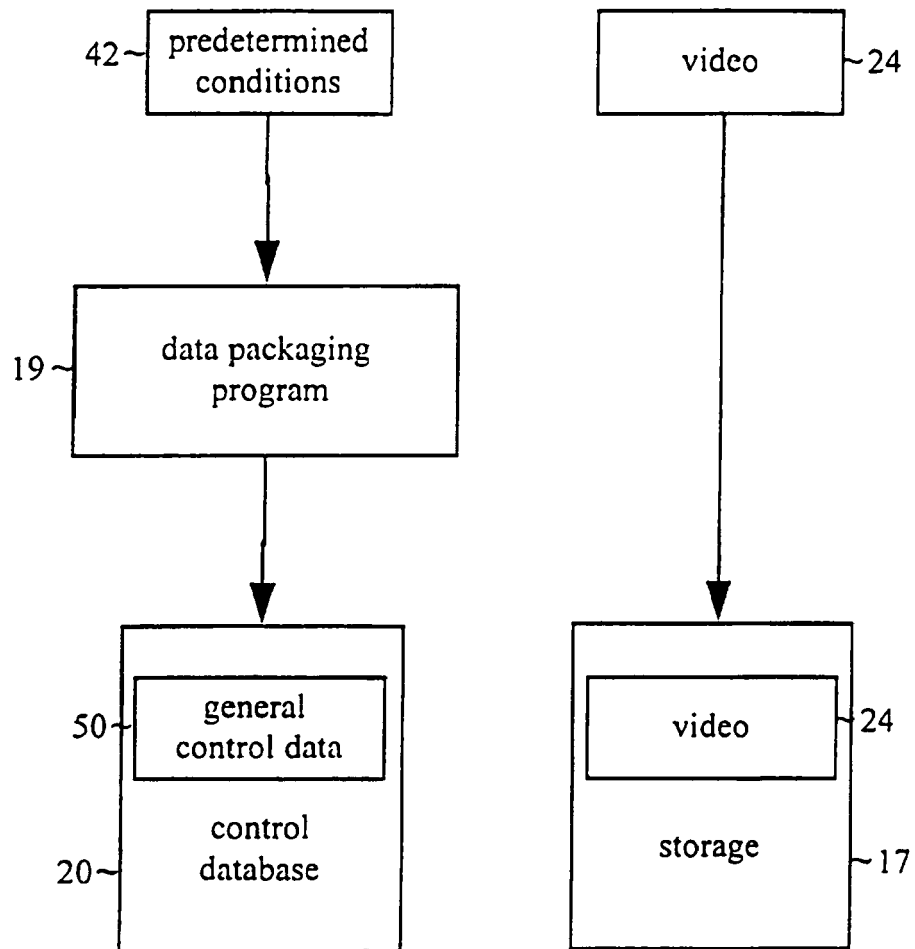 42
predetermined
conditions
video
24
19
data packaging
program
50
general
control data
video
24
20
control
database
storage
17